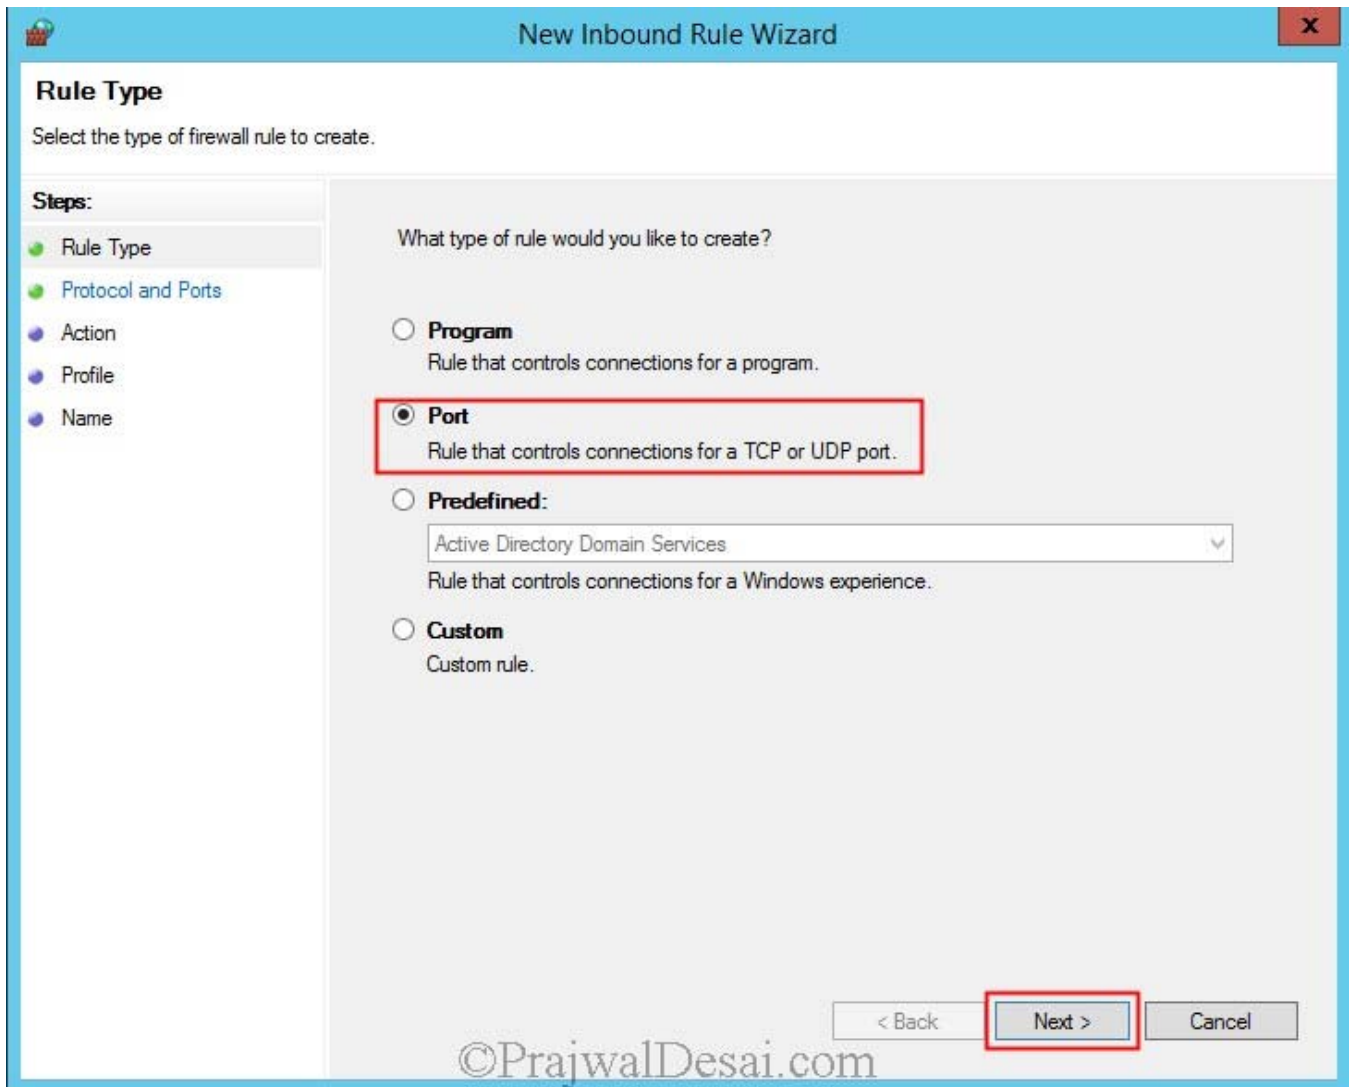 New Inbound Rule Wizard
x
Rule Type
Select the type of firewall rule to create.
Steps:
Rule Type
Protocol and Ports
Action
Profile
Name
What type of rule would you like to create?
Program
Rule that controls connections for a program.
Port
Rule that controls connections for a TCP or UDP port.
Predefined:
Active Directory Domain Services
Rule that controls connections for a Windows experience.
Custom
Custom rule.
< Back
Next >
Cancel
©PrajwalDesai.com